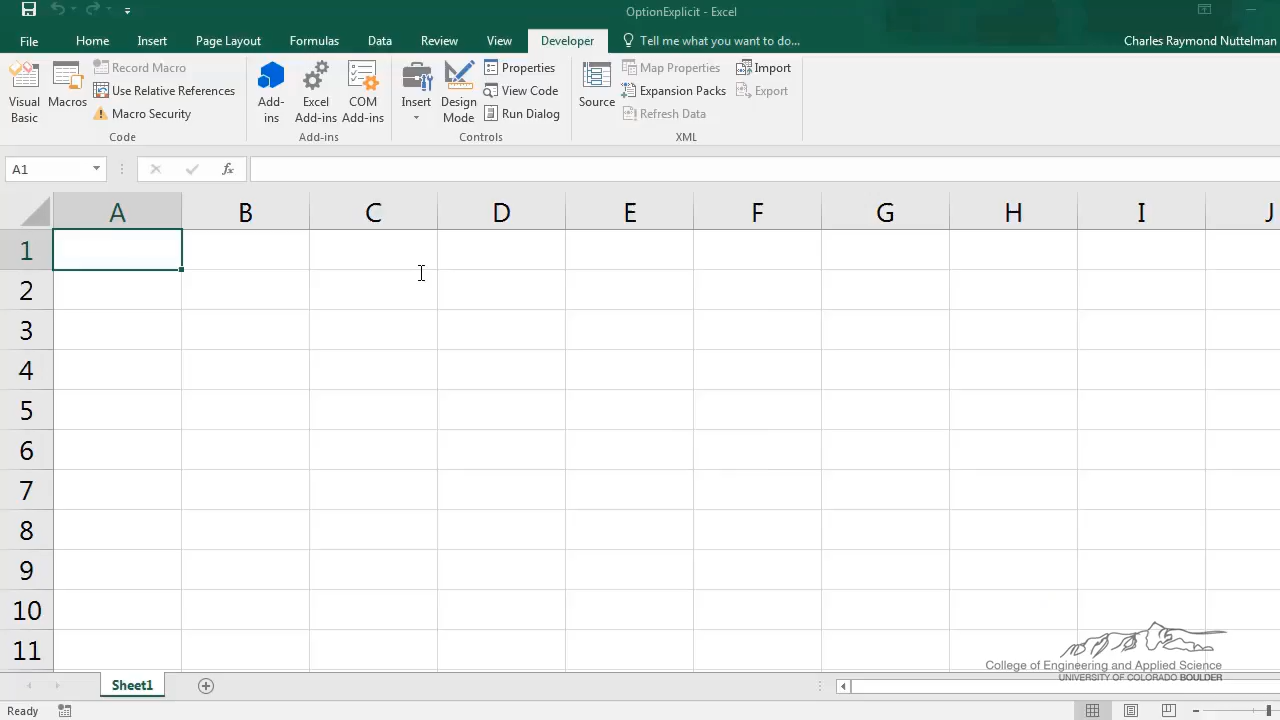 OptionExplicit - Excel
File Home Insert Page Layout Formulas Data Review View Developer Tell me what you want to do... Charles Raymond Nuttelman
Visual Basic
Macros
Record Macro
Use Relative References
Macro Security
Code
Add-ins
Excel Add-ins
COM Add-ins
Add-ins
Insert
Design Mode
Properties
View Code
Run Dialog
Controls
Source
Map Properties
Expansion Packs
Refresh Data
Import
Export
XML
A1
fx
A B C D E F G H I J
1
2
3
4
5
6
7
8
9
10
11
College of Engineering and Applied Science
UNIVERSITY OF COLORADO BOULDER
Sheet1
Ready